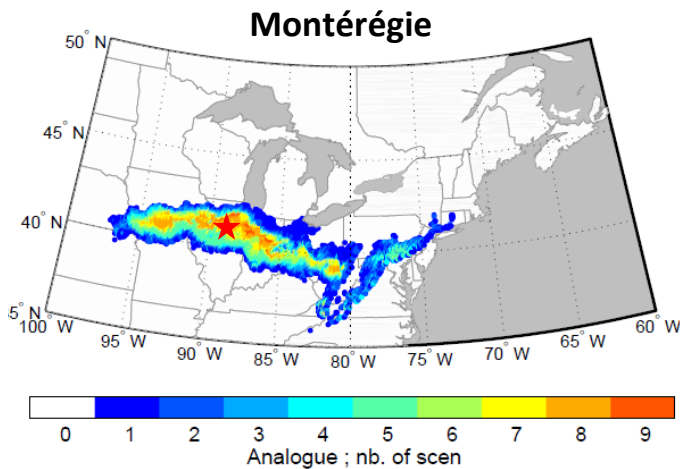 Montérégie
50° N
45° N
40° N
35° N
100° W
95° W
90° W
85° W
80° W
75° W
70° W
65° W
60° W
0 1 2 3 4 5 6 7 8 9
Analogue ; nb. of scen